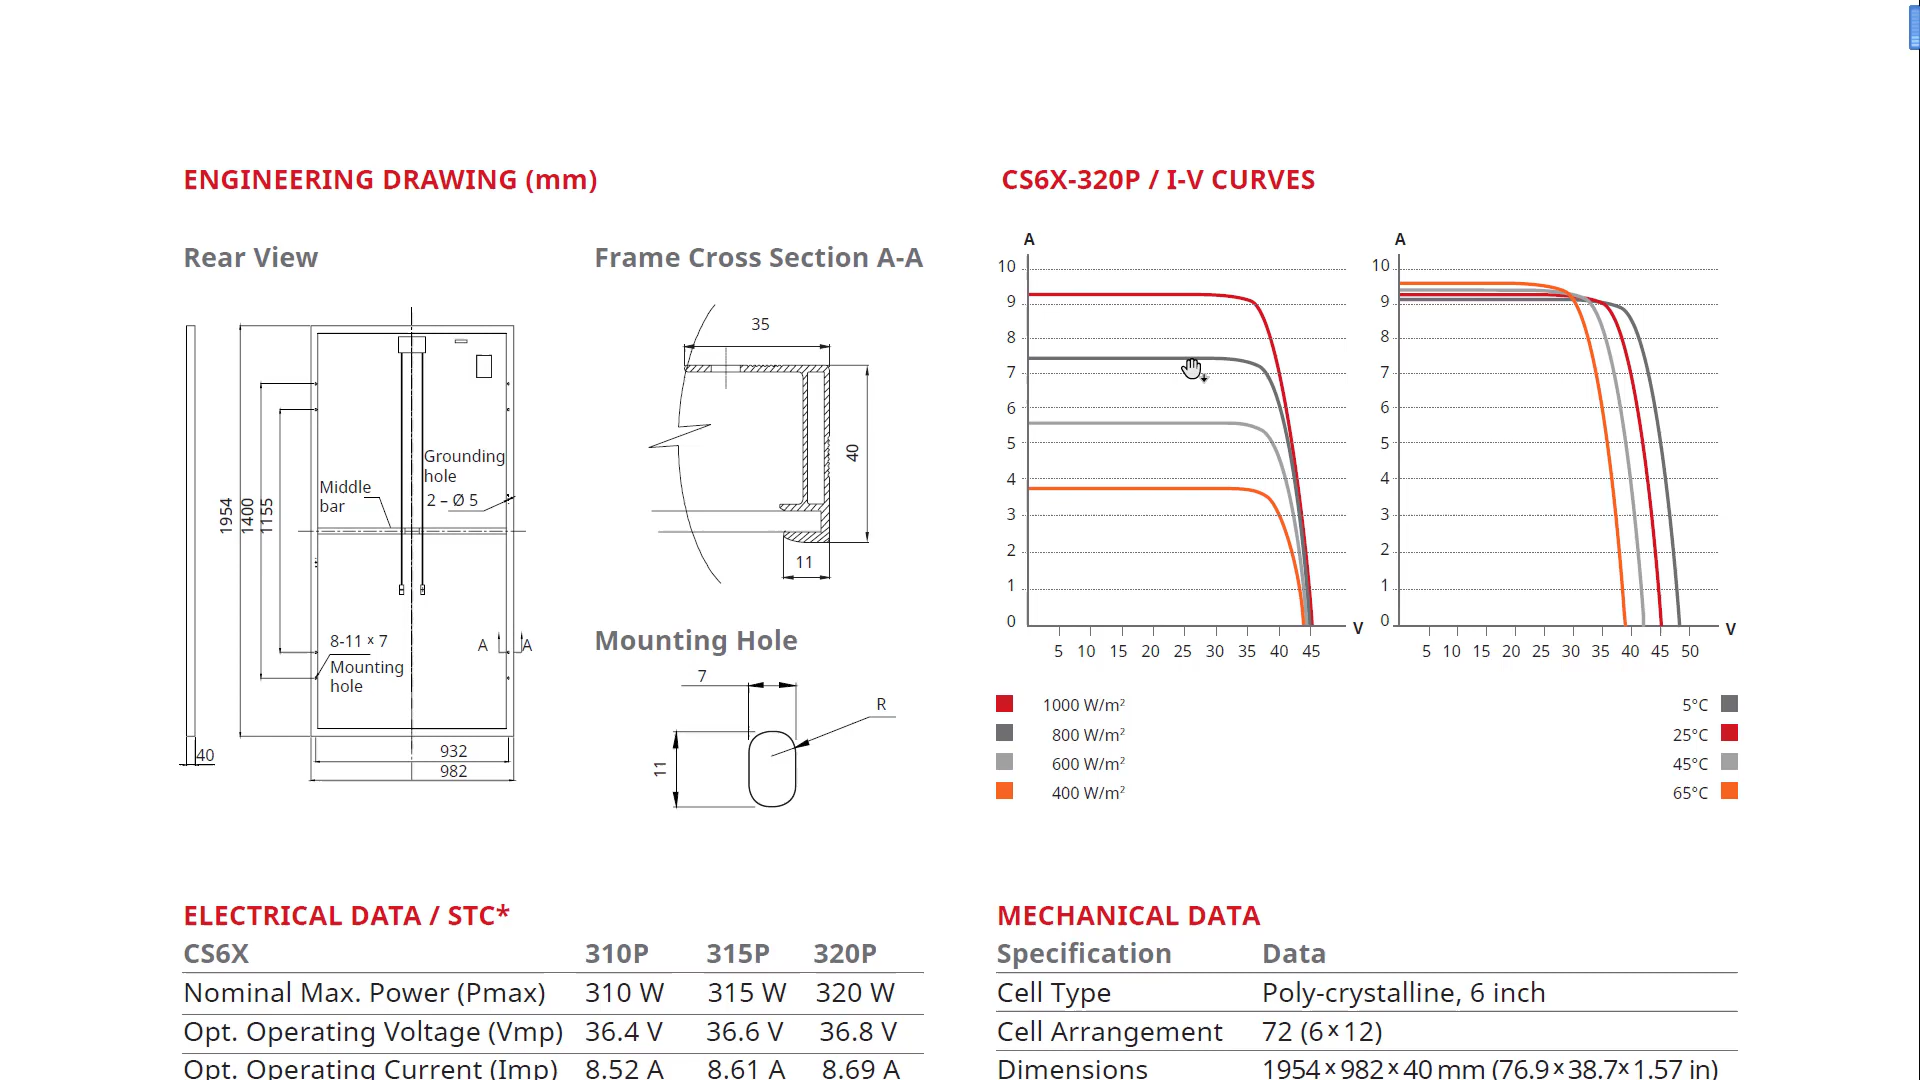 ENGINEERING DRAWING (mm)
Rear View
Frame Cross Section A-A
35
40
11
Grounding
hole
2 – Ø 5
Middle
bar
1954
1400
1155
8-11 x 7
Mounting
hole
A
A
40
932
982
Mounting Hole
7
R
11
CS6X-320P / I-V CURVES
A
10
9
8
7
6
5
4
3
2
1
0
V
5 10 15 20 25 30 35 40 45
1000 W/m²
800 W/m²
600 W/m²
400 W/m²
A
10
9
8
7
6
5
4
3
2
1
0
V
5 10 15 20 25 30 35 40 45 50
5°C
25°C
45°C
65°C
ELECTRICAL DATA / STC*
CS6X 310P 315P 320P
Nominal Max. Power (Pmax) 310 W 315 W 320 W
Opt. Operating Voltage (Vmp) 36.4 V 36.6 V 36.8 V
Opt. Operating Current (Imp) 8.52 A 8.61 A 8.69 A
MECHANICAL DATA
Specification Data
Cell Type Poly-crystalline, 6 inch
Cell Arrangement 72 (6 x 12)
Dimensions 1954 x 982 x 40 mm (76.9 x 38.7 x 1.57 in)